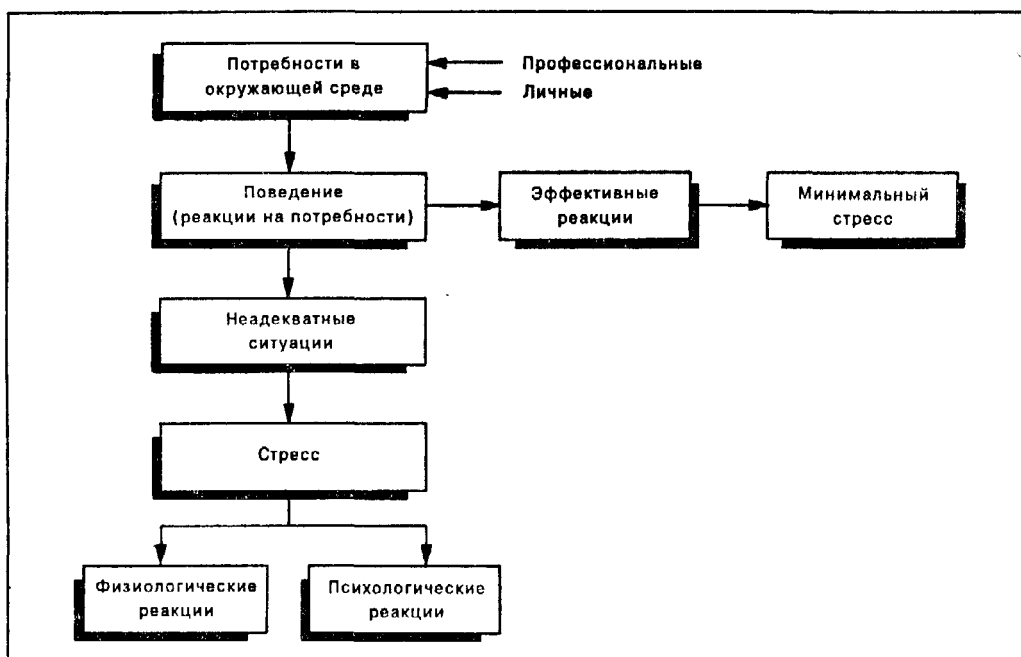 Потребности в
окружающей среде
Профессиональные
Личные
Поведение
(реакции на потребности)
Эффективные
реакции
Минимальный
стресс
Неадекватные
ситуации
Стресс
Физиологические
реакции
Психологические
реакции